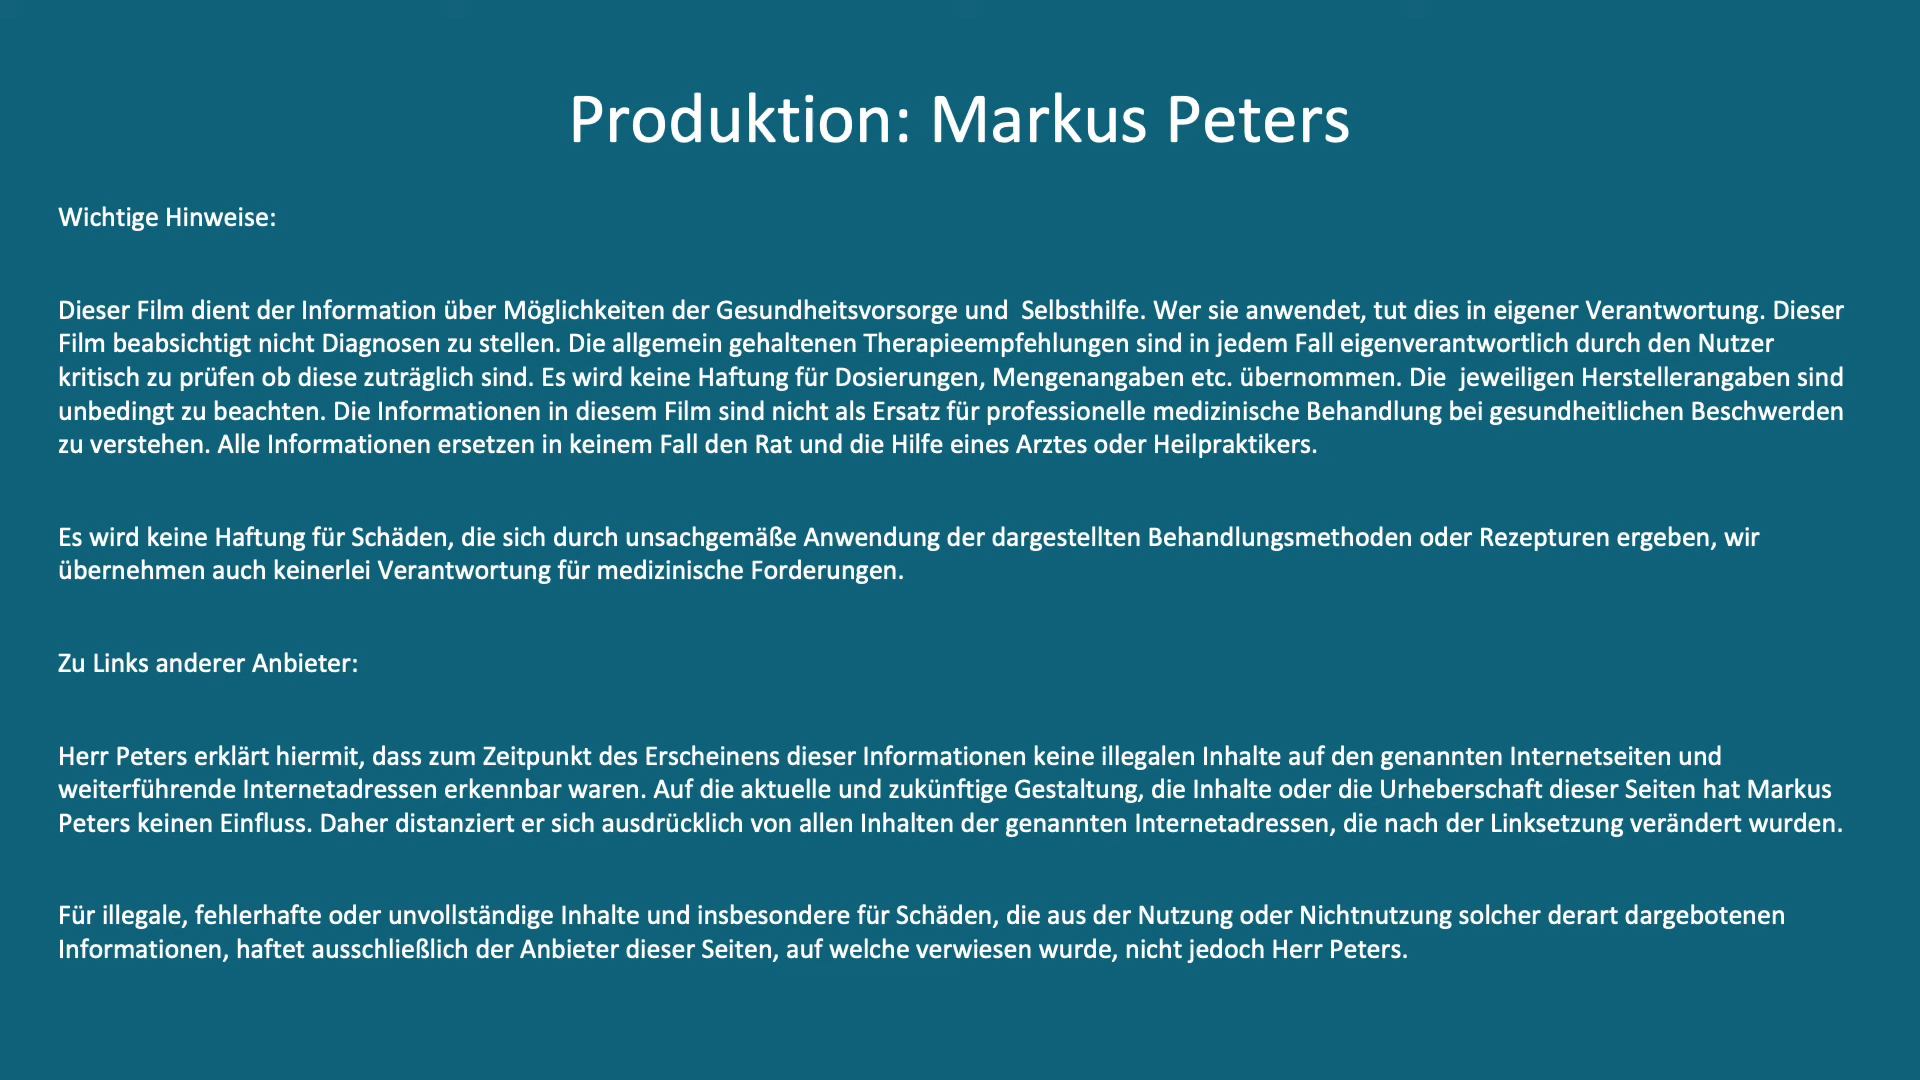 Produktion: Markus Peters
Wichtige Hinweise:
Dieser Film dient der Information über Möglichkeiten der Gesundheitsvorsorge und  Selbsthilfe. Wer sie anwendet, tut dies in eigener Verantwortung. Dieser
Film beabsichtigt nicht Diagnosen zu stellen. Die allgemein gehaltenen Therapieempfehlungen sind in jedem Fall eigenverantwortlich durch den Nutzer
kritisch zu prüfen ob diese zuträglich sind. Es wird keine Haftung für Dosierungen, Mengenangaben etc. übernommen. Die  jeweiligen Herstellerangaben sind
unbedingt zu beachten. Die Informationen in diesem Film sind nicht als Ersatz für professionelle medizinische Behandlung bei gesundheitlichen Beschwerden
zu verstehen. Alle Informationen ersetzen in keinem Fall den Rat und die Hilfe eines Arztes oder Heilpraktikers.
Es wird keine Haftung für Schäden, die sich durch unsachgemäße Anwendung der dargestellten Behandlungsmethoden oder Rezepturen ergeben, wir
übernehmen auch keinerlei Verantwortung für medizinische Forderungen.
Zu Links anderer Anbieter:
Herr Peters erklärt hiermit, dass zum Zeitpunkt des Erscheinens dieser Informationen keine illegalen Inhalte auf den genannten Internetseiten und
weiterführende Internetadressen erkennbar waren. Auf die aktuelle und zukünftige Gestaltung, die Inhalte oder die Urheberschaft dieser Seiten hat Markus
Peters keinen Einfluss. Daher distanziert er sich ausdrücklich von allen Inhalten der genannten Internetadressen, die nach der Linksetzung verändert wurden.
Für illegale, fehlerhafte oder unvollständige Inhalte und insbesondere für Schäden, die aus der Nutzung oder Nichtnutzung solcher derart dargebotenen
Informationen, haftet ausschließlich der Anbieter dieser Seiten, auf welche verwiesen wurde, nicht jedoch Herr Peters.